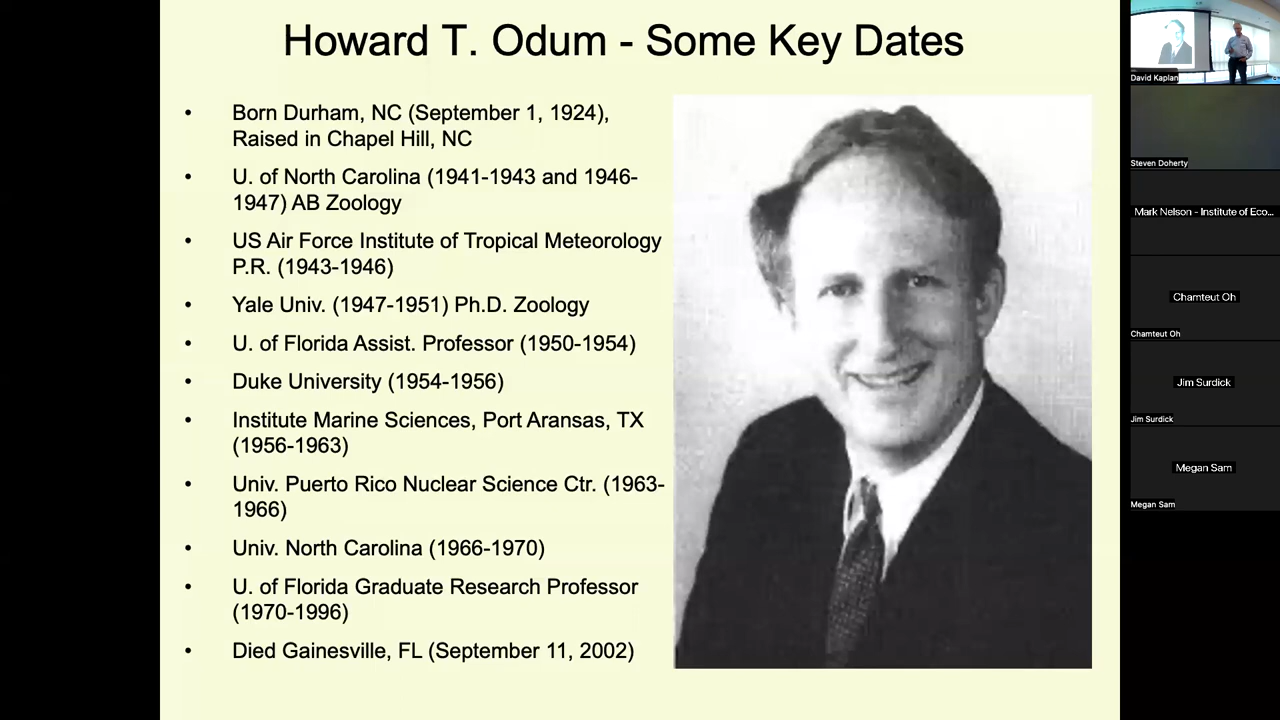 Howard T. Odum - Some Key Dates
• Born Durham, NC (September 1, 1924),
Raised in Chapel Hill, NC
• U. of North Carolina (1941-1943 and 1946-
1947) AB Zoology
• US Air Force Institute of Tropical Meteorology
P.R. (1943-1946)
• Yale Univ. (1947-1951) Ph.D. Zoology
• U. of Florida Assist. Professor (1950-1954)
• Duke University (1954-1956)
• Institute Marine Sciences, Port Aransas, TX
(1956-1963)
• Univ. Puerto Rico Nuclear Science Ctr. (1963-
1966)
• Univ. North Carolina (1966-1970)
• U. of Florida Graduate Research Professor
(1970-1996)
• Died Gainesville, FL (September 11, 2002)
David Kaplan
Steven Doherty
Mark Nelson - Institute of Eco...
Chamteut Oh
Chamteut Oh
Jim Surdick
Jim Surdick
Megan Sam
Megan Sam